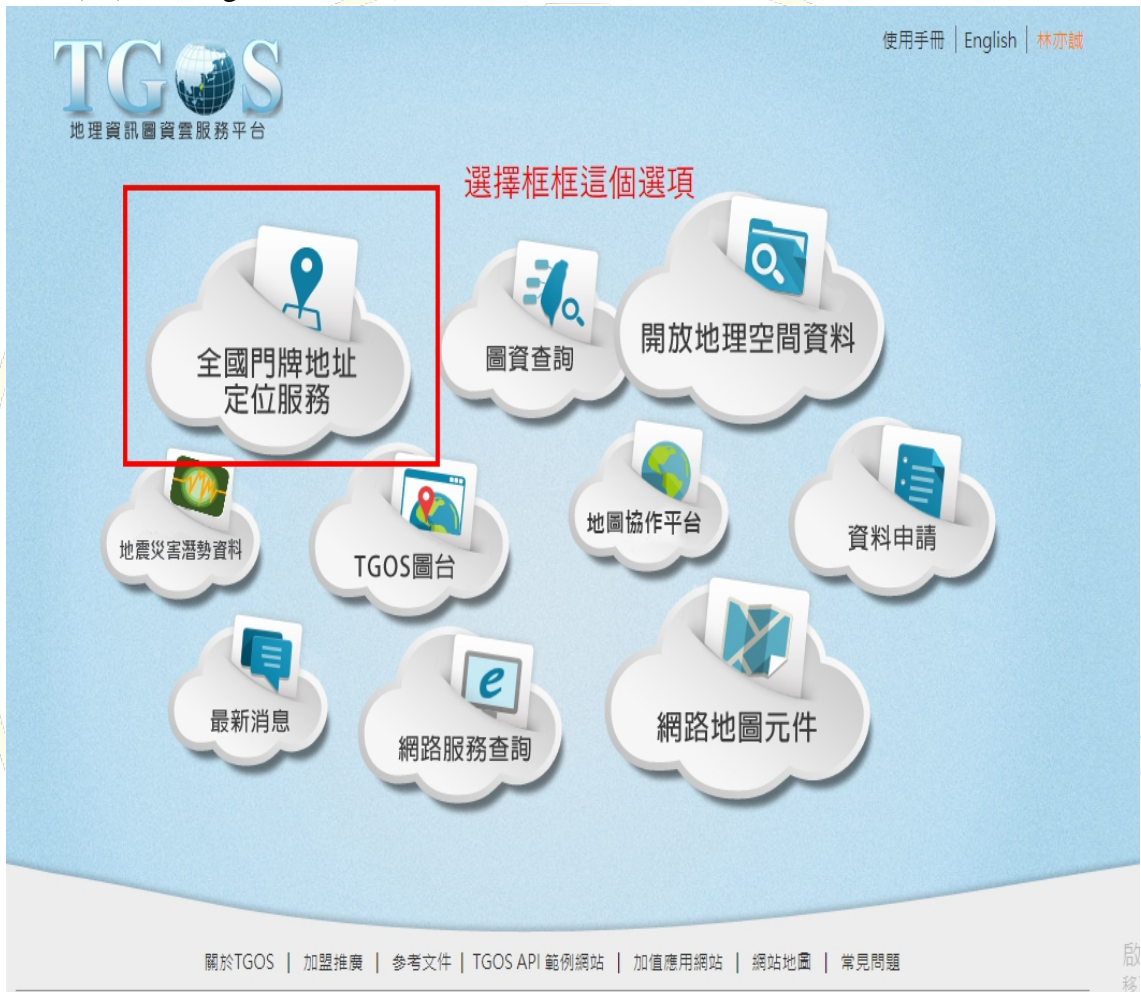 使用手冊 | English | 林亦誠
TGOS
地理資訊圖資雲服務平台
選擇框框這個選項
全國門牌地址
定位服務
圖資查詢
開放地理空間資料
地震災害潛勢資料
TGOS圖台
地圖協作平台
資料申請
最新消息
網路服務查詢
網路地圖元件
關於TGOS | 加盟推廣 | 參考文件 | TGOS API 範例網站 | 加值應用網站 | 網站地圖 | 常見問題
啟